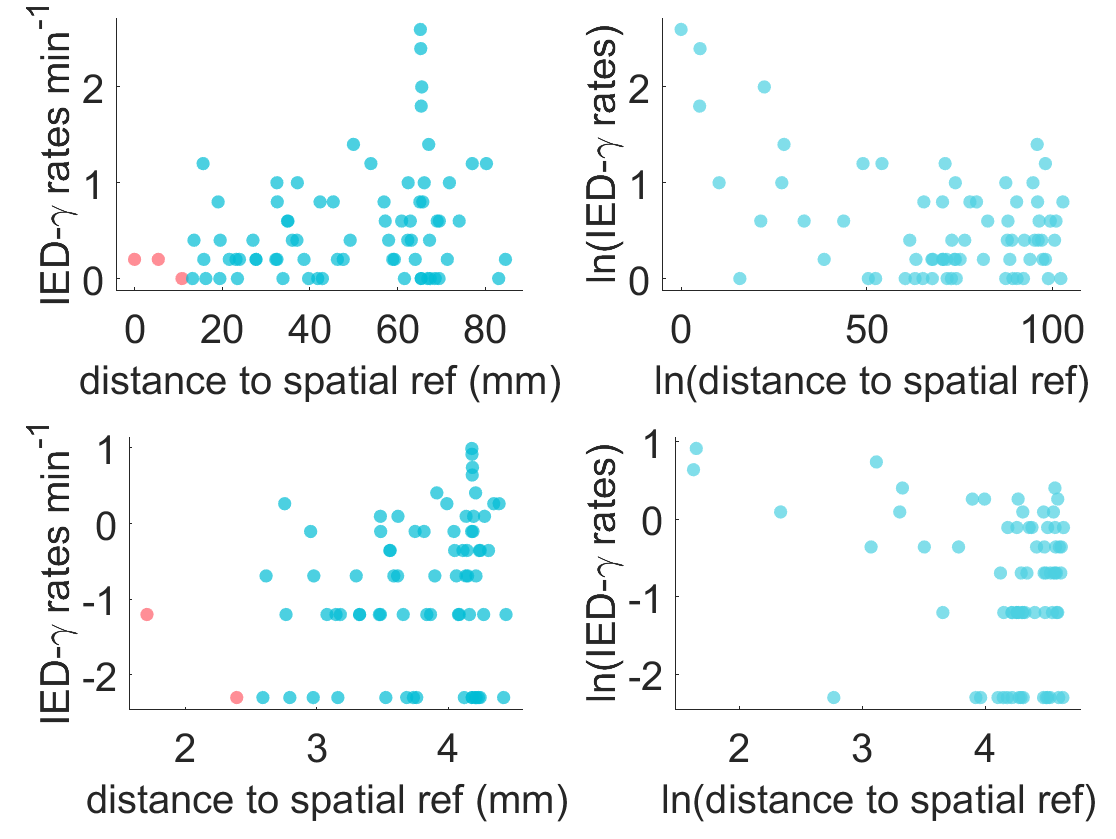 IED-γ rates min⁻¹
2
1
0
0 20 40 60 80
distance to spatial ref (mm)
ln(IED-γ rates)
2
1
0
0 50 100
ln(distance to spatial ref)
IED-γ rates min⁻¹
1
0
-1
-2
2 3 4
distance to spatial ref (mm)
ln(IED-γ rates)
1
0
-1
-2
2 3 4
ln(distance to spatial ref)